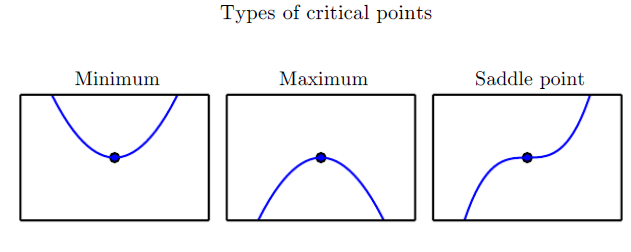 Types of critical points
Minimum
Maximum
Saddle point